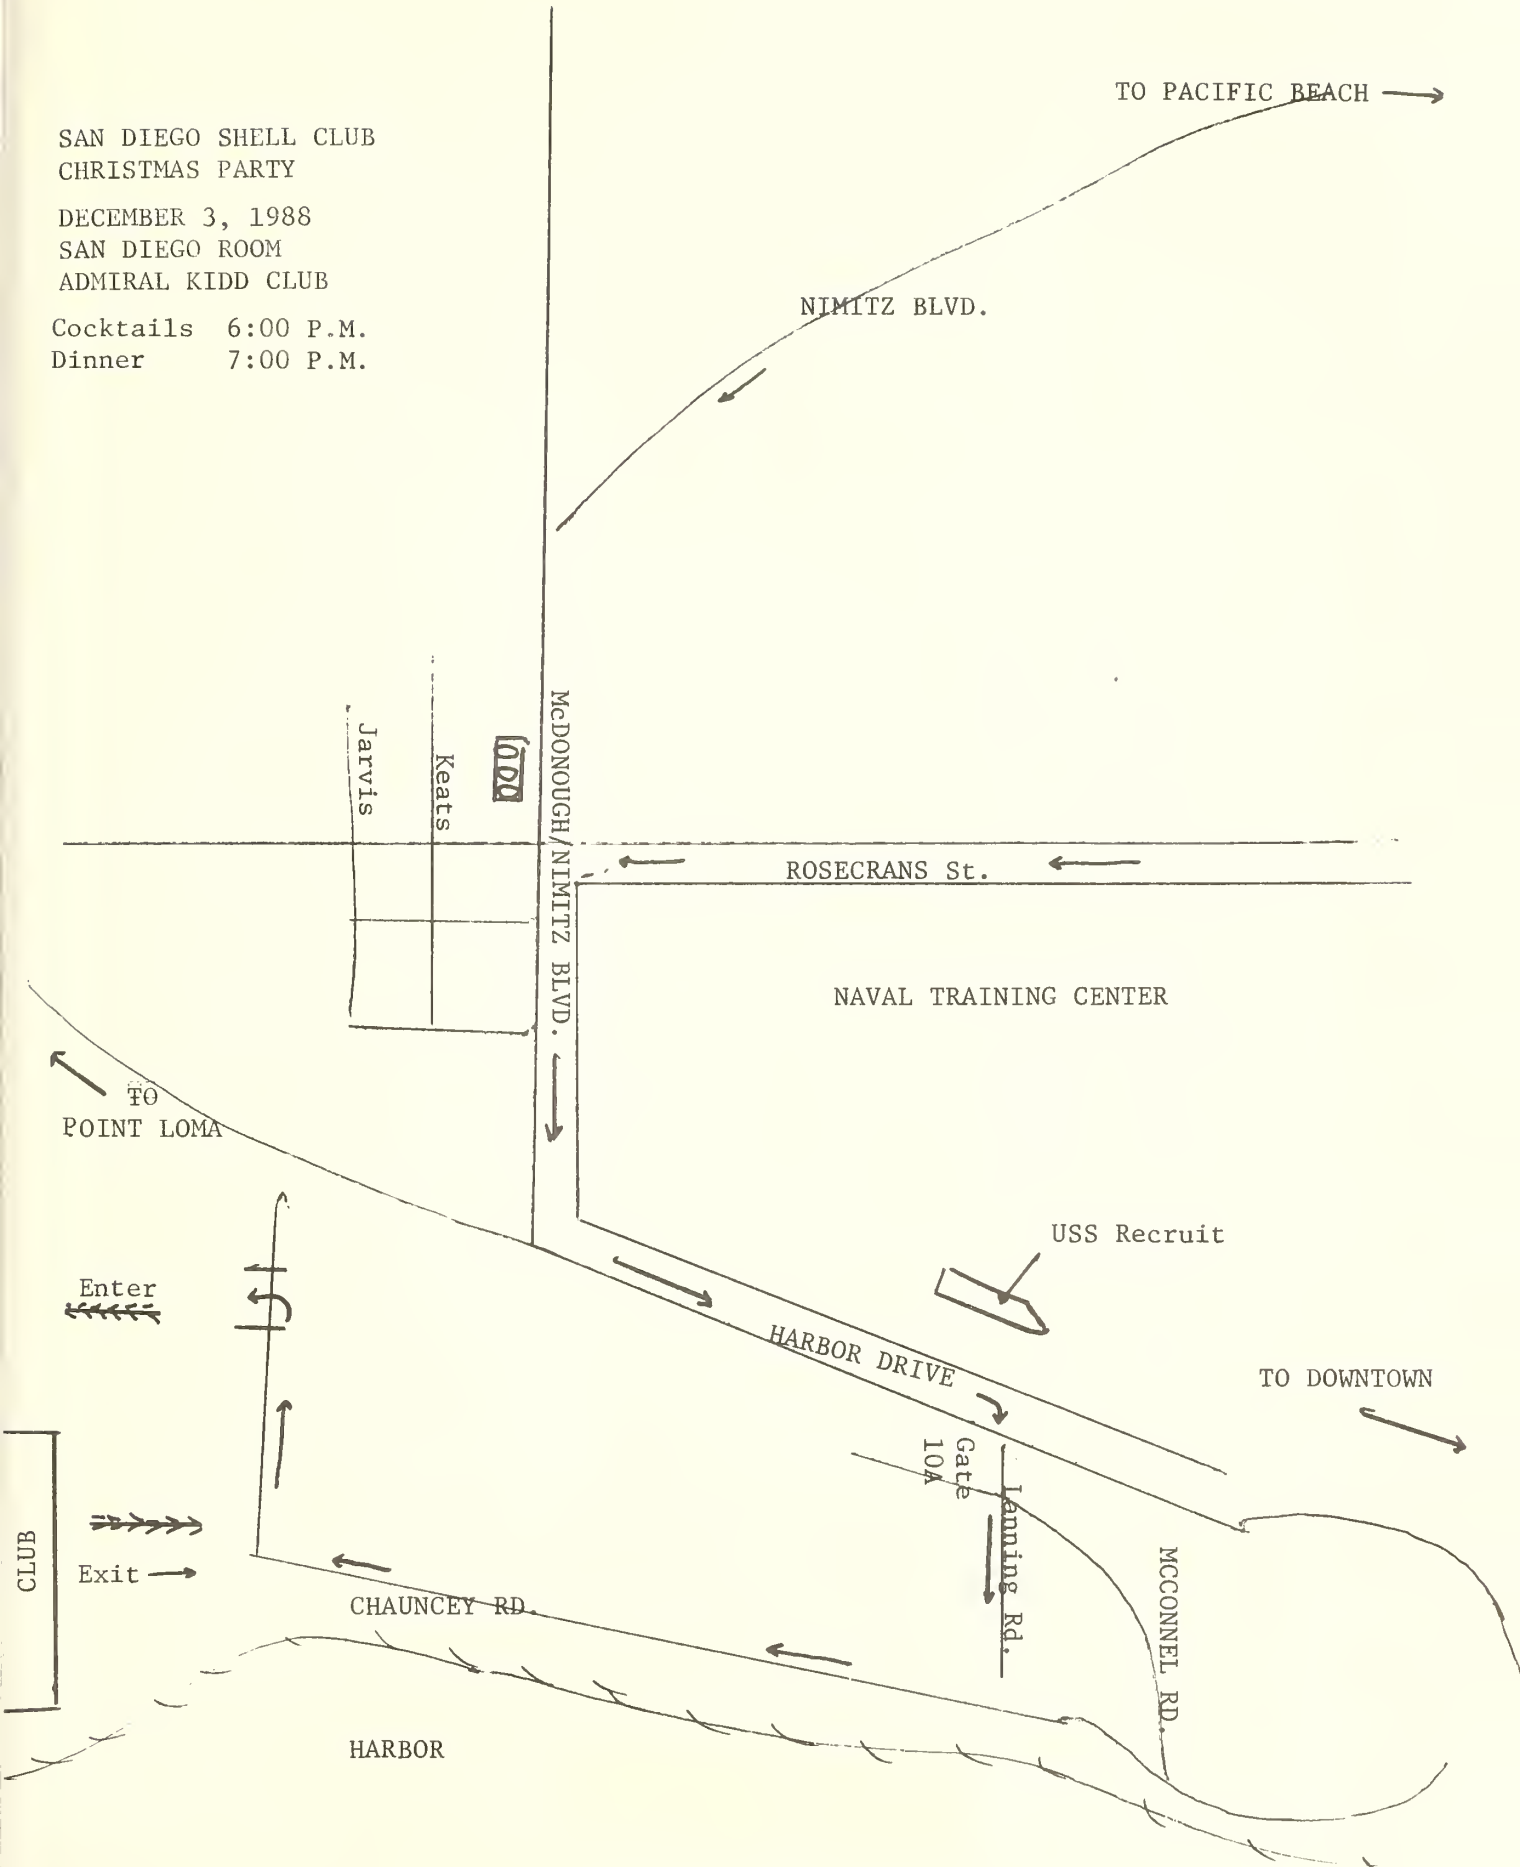 TO PACIFIC BEACH
SAN DIEGO SHELL CLUB
CHRISTMAS PARTY
DECEMBER 3, 1988
SAN DIEGO ROOM
ADMIRAL KIDD CLUB
Cocktails 6:00 P.M.
Dinner 7:00 P.M.
NIMITZ BLVD.
Jarvis
Keats
McDONOUGH/NIMITZ BLVD.
ROSECRANS St.
NAVAL TRAINING CENTER
TO
POINT LOMA
USS Recruit
Enter
HARBOR DRIVE
TO DOWNTOWN
Gate
10A
Lanning Rd.
MCCONNEL RD.
CLUB
Exit
CHAUNCEY RD.
HARBOR